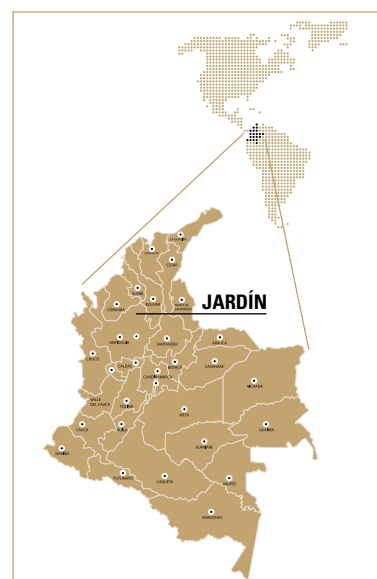 LA GUAJIRA
CESAR
SUCRE
BOLÍVAR
CÓRDOBA
JARDÍN
ANTIOQUIA
SANTANDER
ARAUCA
CHOCÓ
CALDAS
BOYACÁ
CASANARE
CUNDINAMARCA
VICHADA
VALLE
DEL CAUCA
TOLIMA
META
CAUCA
HUILA
GUAINÍA
NARIÑO
GUAVIARE
PUTUMAYO
CAQUETÁ
VAUPÉS
AMAZONAS